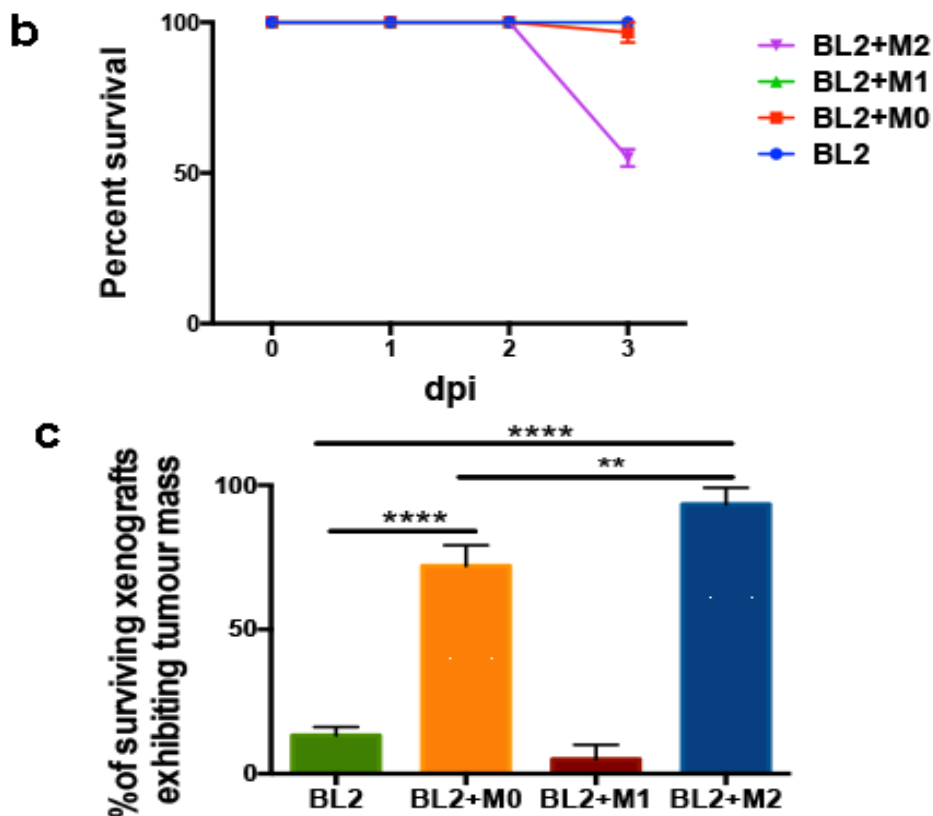 b
Percent survival
100
50
0
0 1 2 3
dpi
BL2+M2
BL2+M1
BL2+M0
BL2
c
%of surviving xenografts
exhibiting tumour mass
100
50
0
****
**
****
BL2 BL2+M0 BL2+M1 BL2+M2